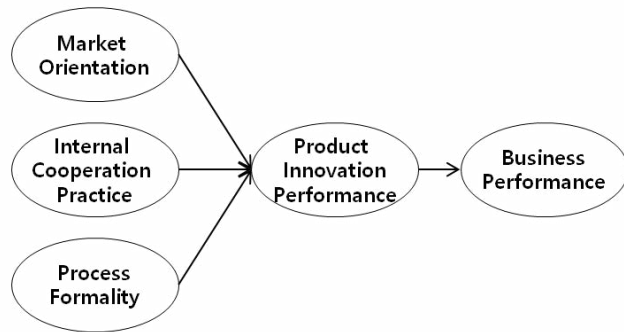 Market
Orientation
Internal
Cooperation
Practice
Process
Formality
Product
Innovation
Performance
Business
Performance